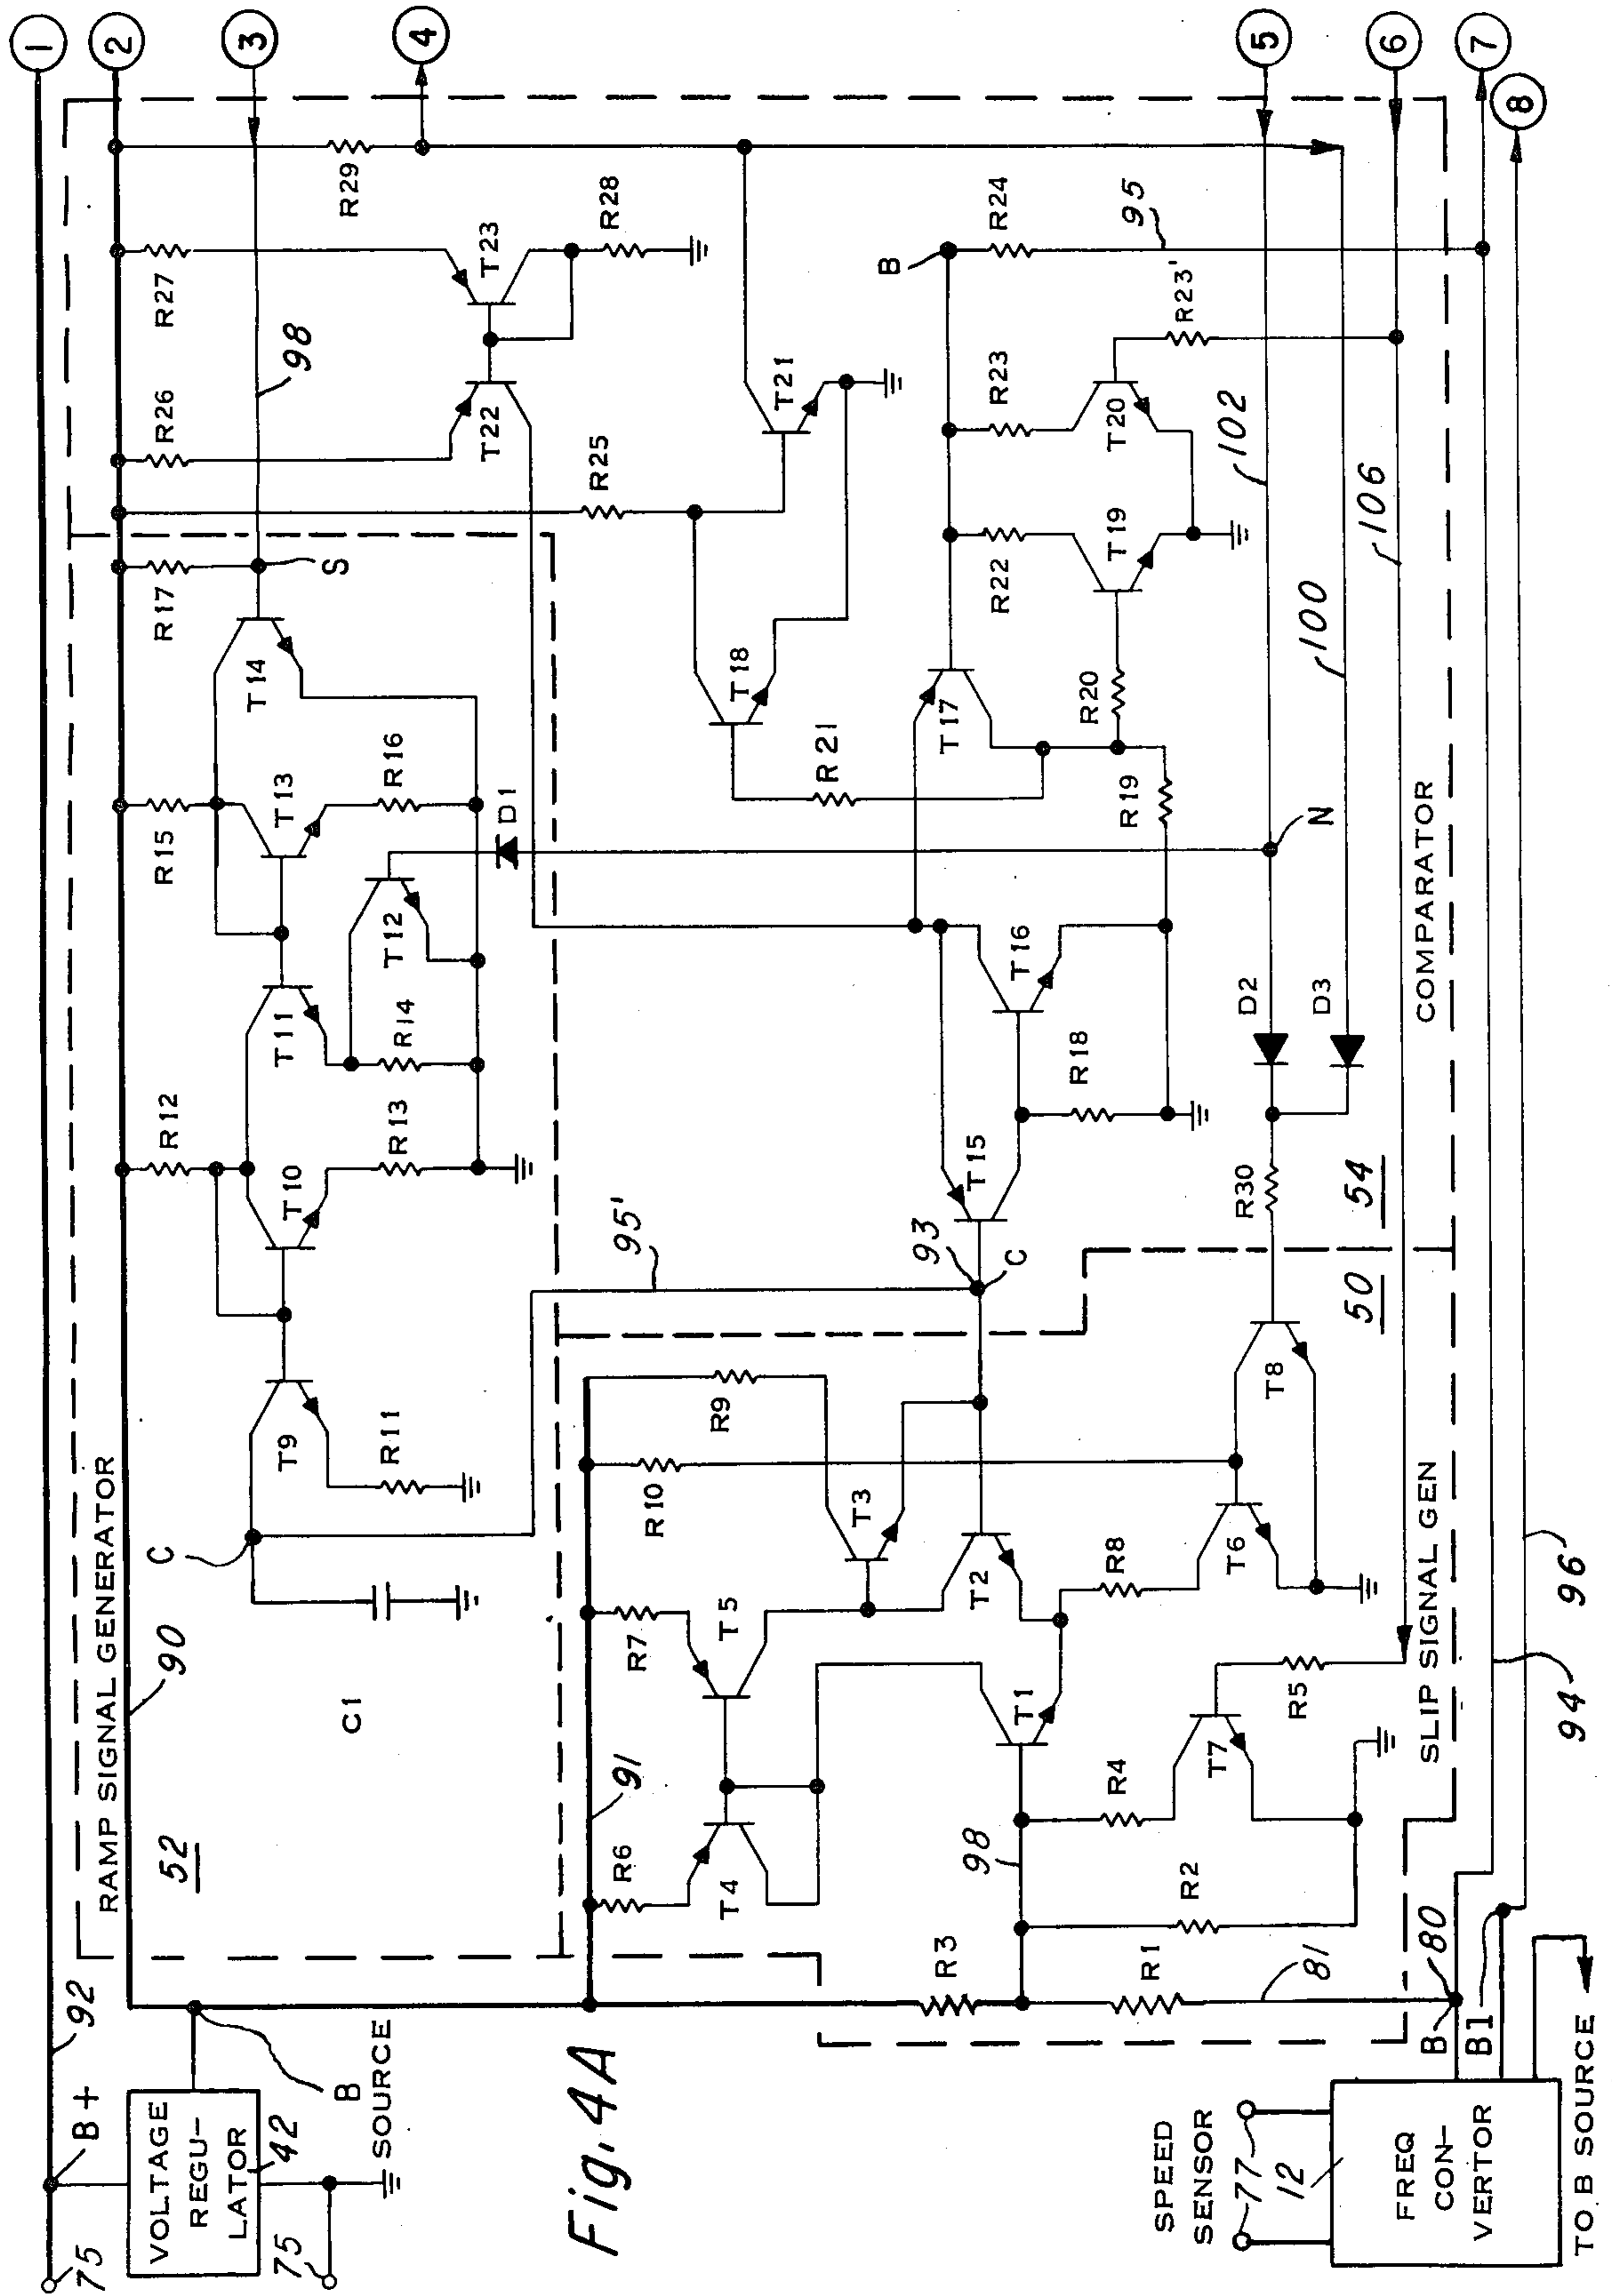 1
2
3
4
5
6
7
8
75
B+
92
VOLTAGE
REGU-
LATOR
42
75
B
SOURCE
RAMP SIGNAL GENERATOR
90
52
C
C1
T9
R11
R12
T10
R13
T11
R14
T12
R15
T13
R16
D1
T14
R17
S
98
R26
R27
T22
T23
R28
R29
R25
T21
T18
R21
95'
Fig. 4A
91
R6
T4
R7
T5
R10
R9
T3
T2
T1
R8
T6
T8
98
R4
T7
R5
R2
R3
R1
81
SLIP SIGNAL GEN
50
93
C
T15
R18
T16
R19
T17
R20
R22
T19
R23
T20
R23'
B
R24
95
R30
D2
D3
N
54
COMPARATOR
102
100
106
SPEED
SENSOR
77
12
FREQ
CON-
VERTOR
B
80
B1
TO B SOURCE
94
96